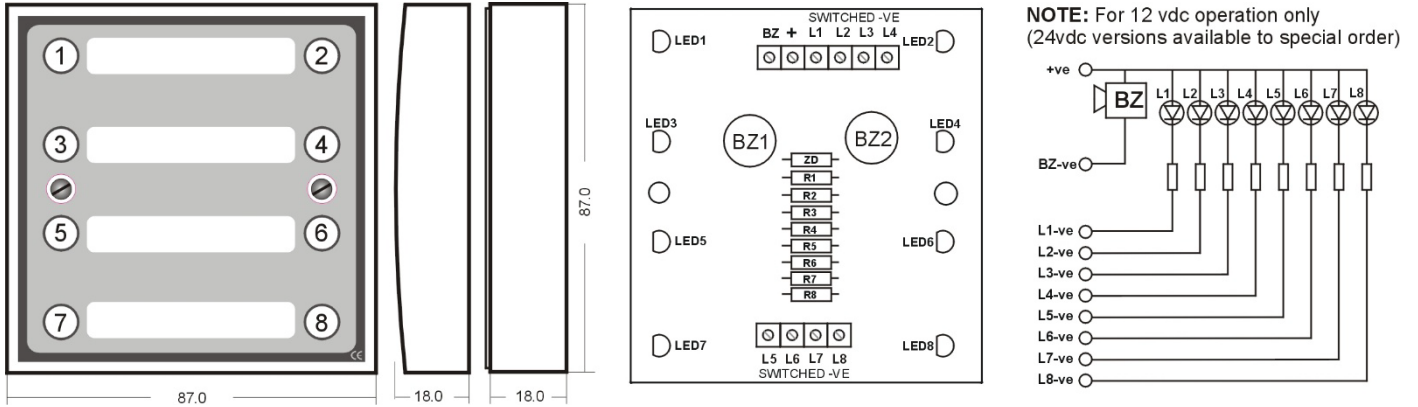 1
2
3
4
5
6
7
8
CE
87.0
18.0
18.0
87.0
SWITCHED -VE
BZ + L1 L2 L3 L4
LED1
LED2
LED3
LED4
BZ1
BZ2
ZD
R1
R2
R3
R4
R5
R6
R7
R8
LED5
LED6
LED7
LED8
L5 L6 L7 L8
SWITCHED -VE
NOTE: For 12 vdc operation only
(24vdc versions available to special order)
+ve
BZ
L1 L2 L3 L4 L5 L6 L7 L8
BZ-ve
L1-ve
L2-ve
L3-ve
L4-ve
L5-ve
L6-ve
L7-ve
L8-ve